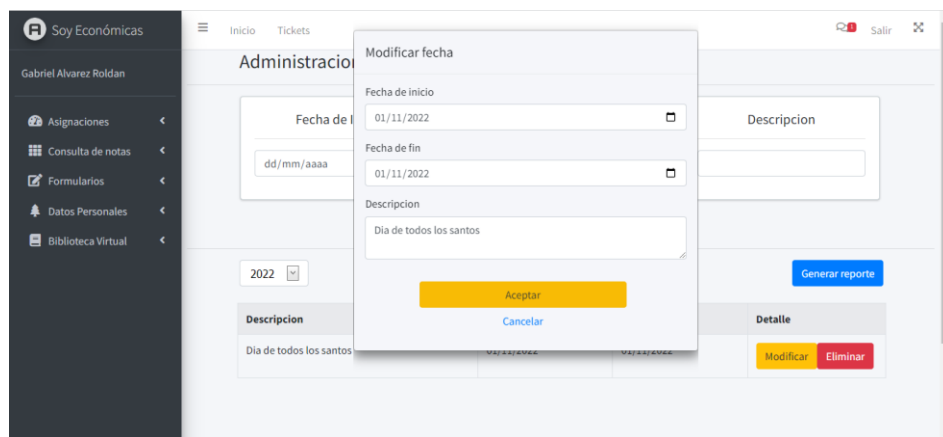 Soy Económicas
Inicio Tickets
1
Salir
Gabriel Alvarez Roldan
Asignaciones
Consulta de notas
Formularios
Datos Personales
Biblioteca Virtual
Fecha de
Descripcion
dd/mm/aaaa
Modificar fecha
Fecha de inicio
01/11/2022
Fecha de fin
01/11/2022
Descripcion
Dia de todos los santos
Aceptar
Cancelar
2022
Generar reporte
Descripcion
Detalle
Dia de todos los santos
01/11/2022
01/11/2022
Modificar Eliminar